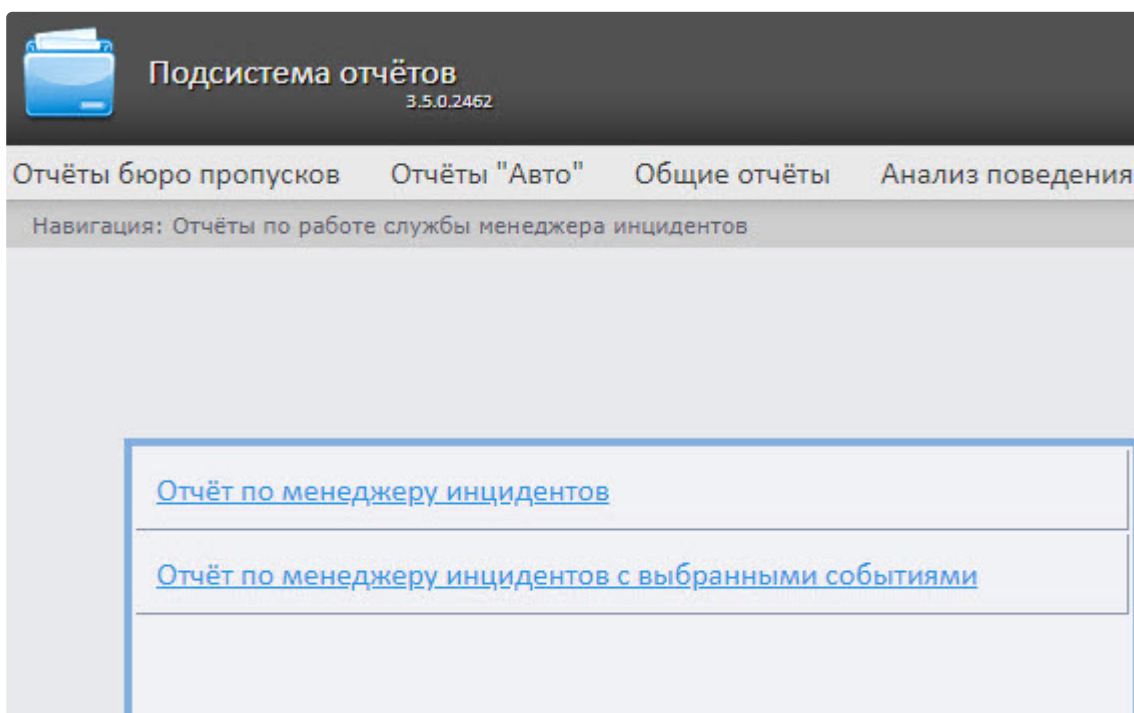 Подсистема отчётов
3.5.0.2462
Отчёты бюро пропусков Отчёты "Авто" Общие отчёты Анализ поведения
Навигация: Отчёты по работе службы менеджера инцидентов
Отчёт по менеджеру инцидентов
Отчёт по менеджеру инцидентов с выбранными событиями